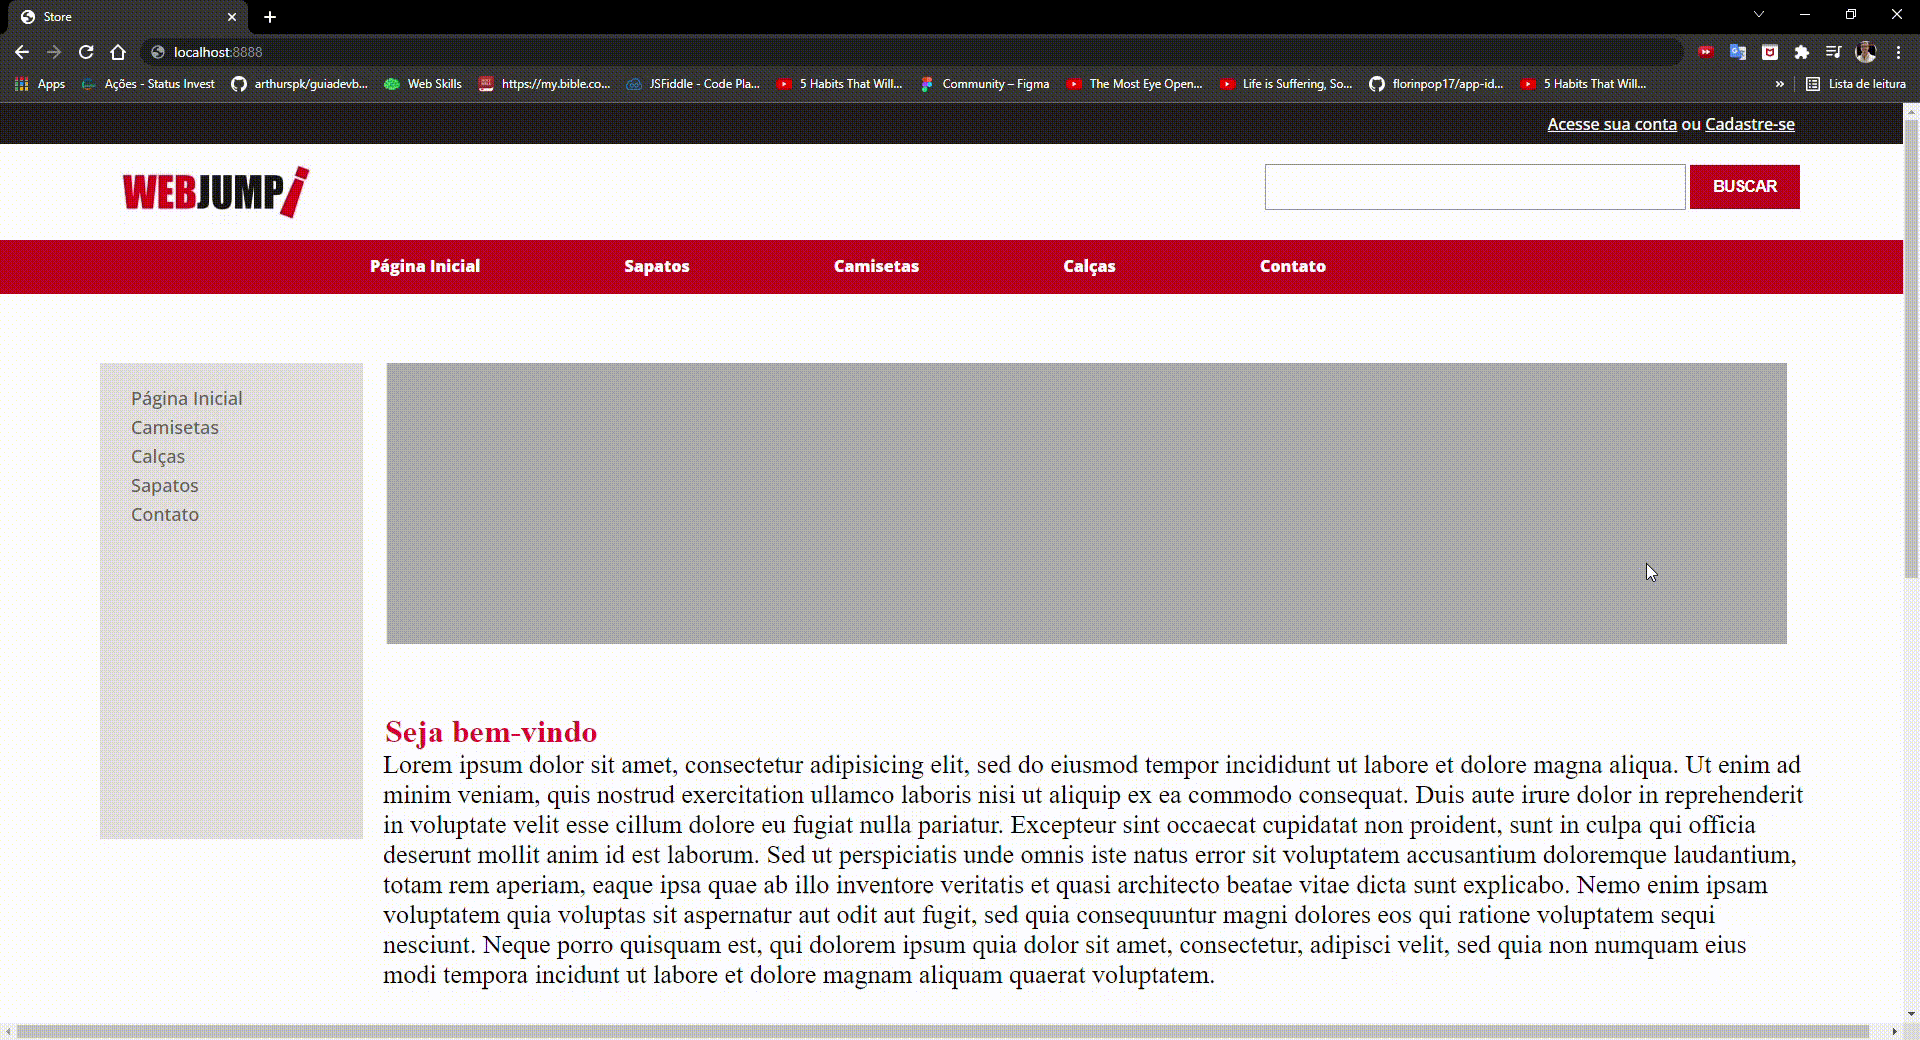 Store
localhost:8888
Apps
Ações - Status Invest
arthurspk/guiadevb...
Web Skills
https://my.bible.co...
JSFiddle - Code Pla...
5 Habits That Will...
Community – Figma
The Most Eye Open...
Life is Suffering, So...
florinpop17/app-id...
5 Habits That Will...
»
Lista de leitura
Acesse sua conta ou Cadastre-se
WEBJUMP!
BUSCAR
Página Inicial
Sapatos
Camisetas
Calças
Contato
Página Inicial
Camisetas
Calças
Sapatos
Contato
Seja bem-vindo
Lorem ipsum dolor sit amet, consectetur adipisicing elit, sed do eiusmod tempor incididunt ut labore et dolore magna aliqua. Ut enim ad
minim veniam, quis nostrud exercitation ullamco laboris nisi ut aliquip ex ea commodo consequat. Duis aute irure dolor in reprehenderit
in voluptate velit esse cillum dolore eu fugiat nulla pariatur. Excepteur sint occaecat cupidatat non proident, sunt in culpa qui officia
deserunt mollit anim id est laborum. Sed ut perspiciatis unde omnis iste natus error sit voluptatem accusantium doloremque laudantium,
totam rem aperiam, eaque ipsa quae ab illo inventore veritatis et quasi architecto beatae vitae dicta sunt explicabo. Nemo enim ipsam
voluptatem quia voluptas sit aspernatur aut odit aut fugit, sed quia consequuntur magni dolores eos qui ratione voluptatem sequi
nesciunt. Neque porro quisquam est, qui dolorem ipsum quia dolor sit amet, consectetur, adipisci velit, sed quia non numquam eius
modi tempora incidunt ut labore et dolore magnam aliquam quaerat voluptatem.